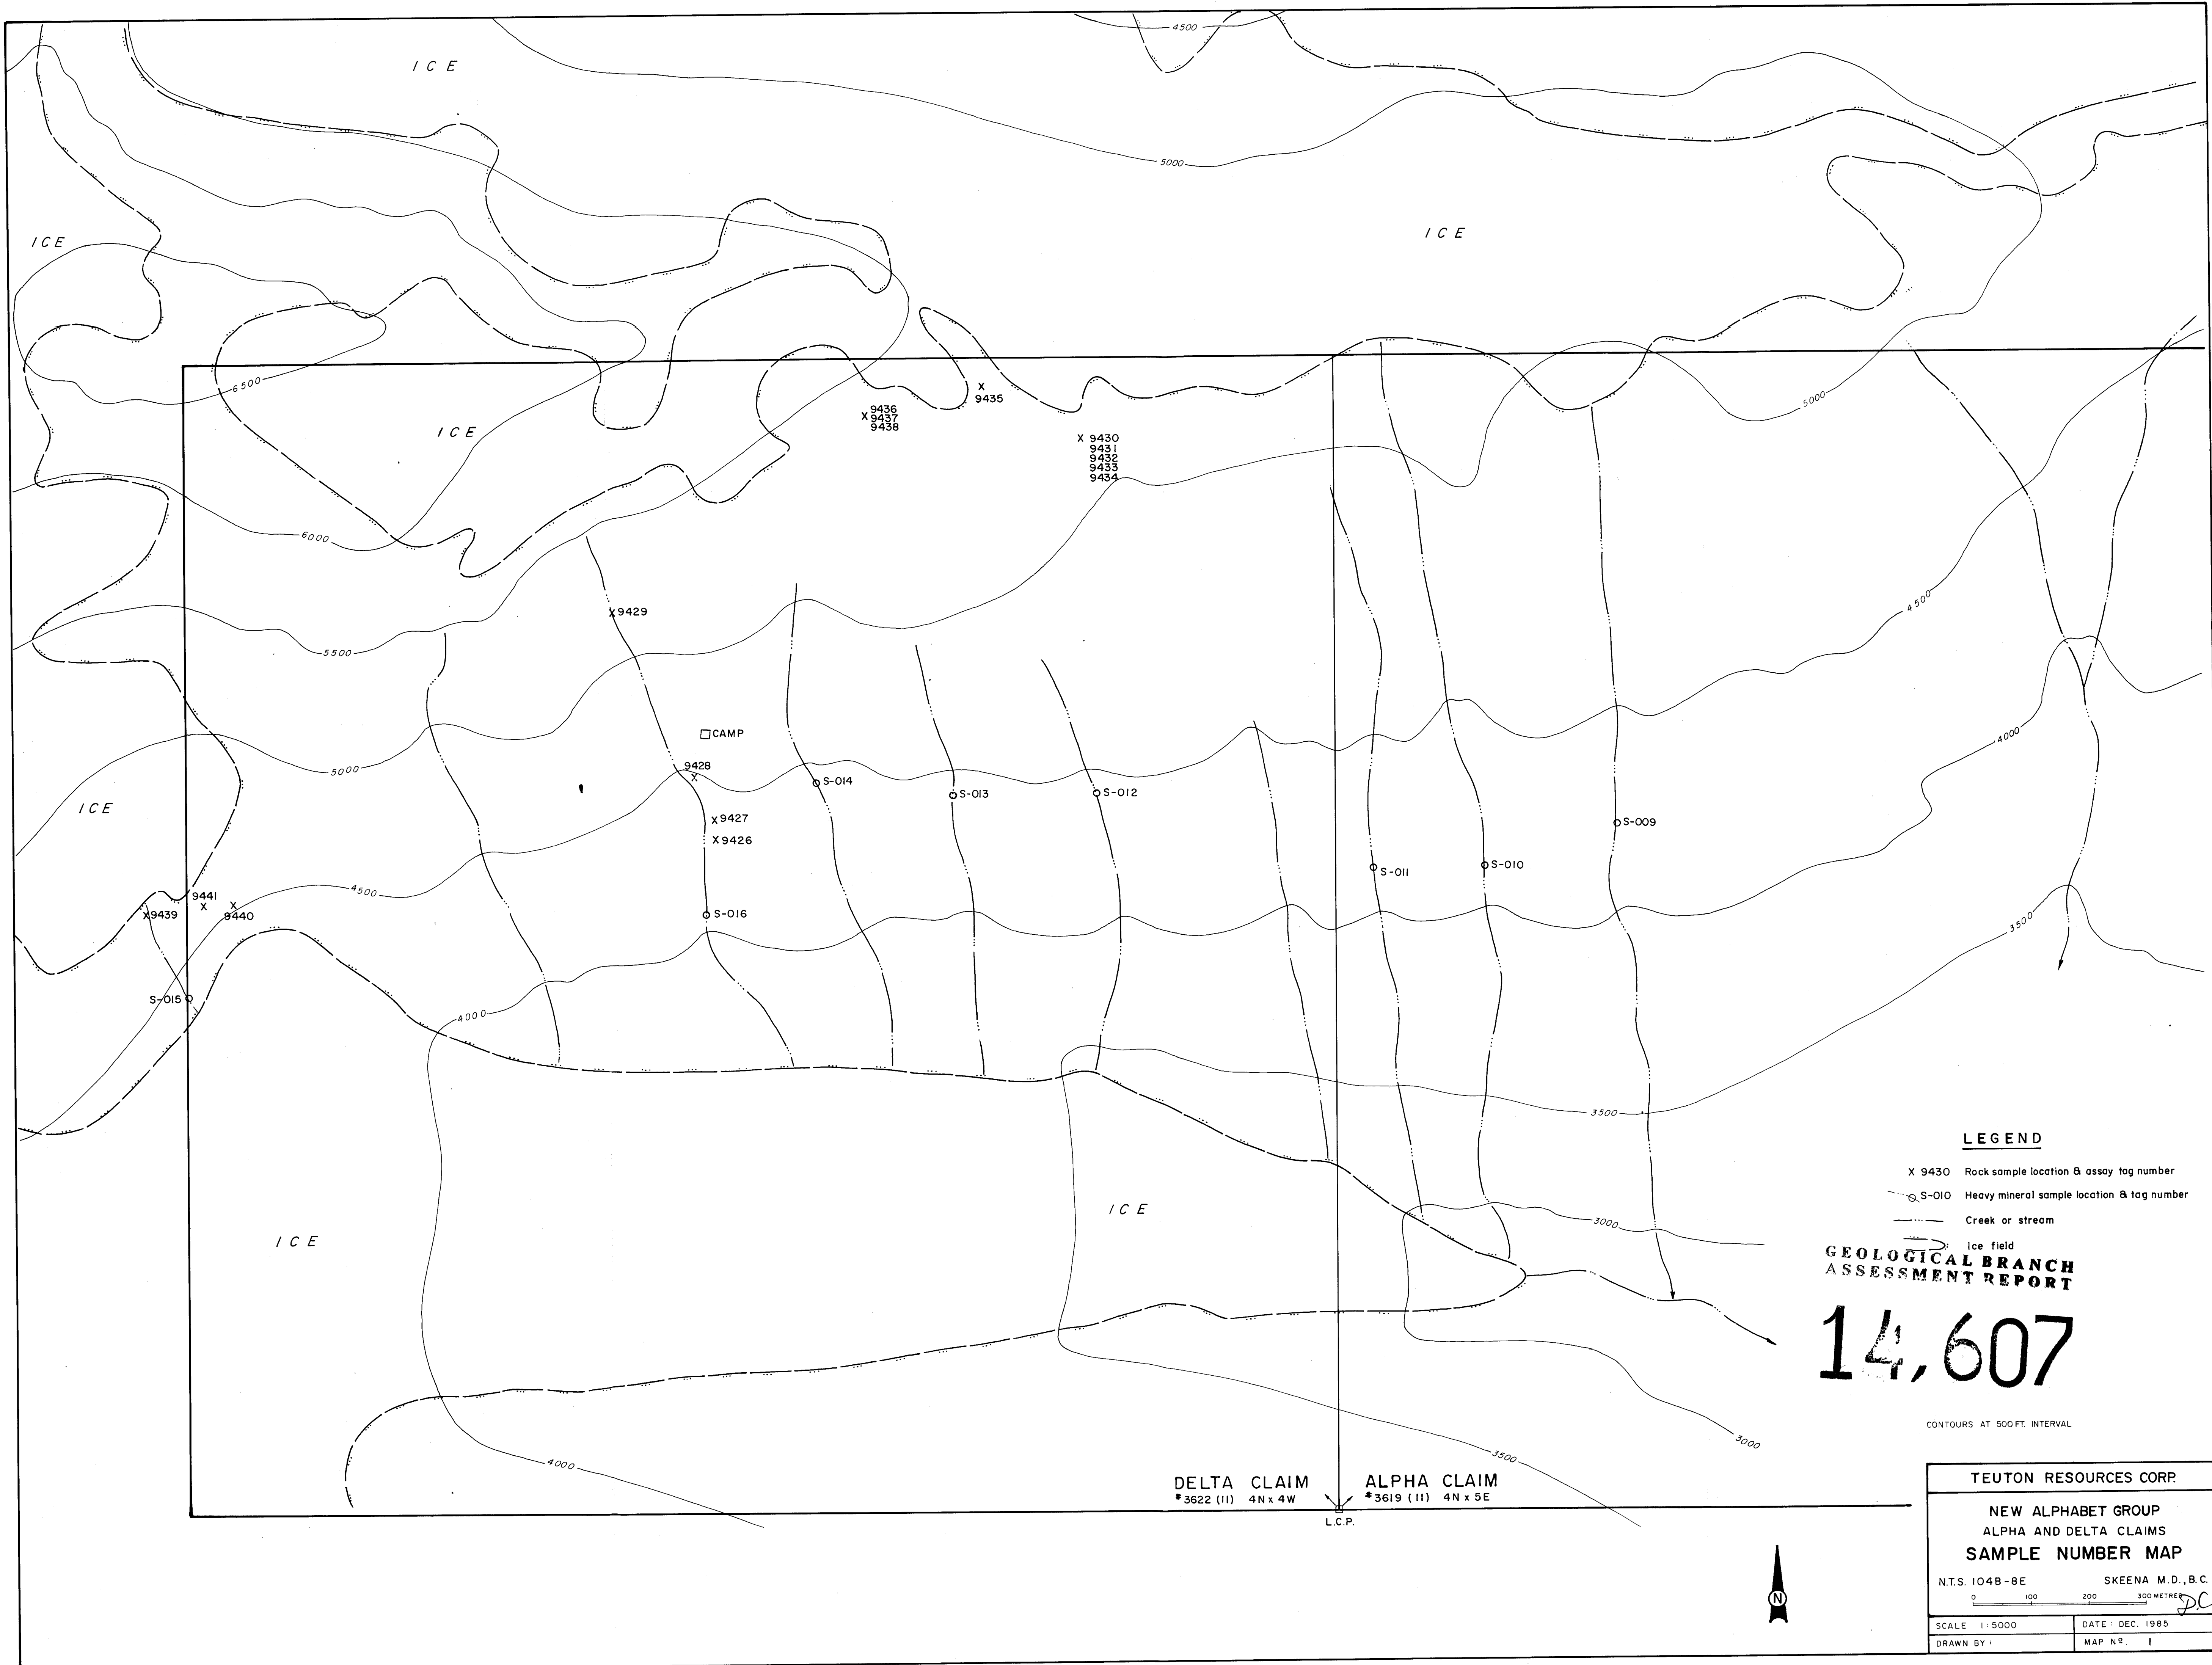 4500
ICE
5000
ICE
ICE
6500
9435
5000
9436
9437
9438
ICE
X 9430
9431
9432
9433
9434
6000
4500
X 9429
5500
CAMP
4000
5000
9428
X
S-014
S-013
S-012
ICE
X 9427
S-009
X 9426
S-010
S-011
4500
9441
X 9439
9440
S-016
3500
S-015
4000
3500
LEGEND
X 9430 Rock sample location & assay tag number
S-010 Heavy mineral sample location & tag number
Creek or stream
Ice field
ICE
3000
ICE
GEOLOGICAL BRANCH
ASSESSMENT REPORT
14,607
CONTOURS AT 500 FT. INTERVAL
3000
3500
4000
DELTA CLAIM
#3622 (11) 4N x 4W
ALPHA CLAIM
#3619 (11) 4N x 5E
L.C.P.
N
TEUTON RESOURCES CORP.
NEW ALPHABET GROUP
ALPHA AND DELTA CLAIMS
SAMPLE NUMBER MAP
N.T.S. 104B-8E SKEENA M.D., B.C.
0 100 200 300 METRES
D.C
SCALE 1:5000 DATE: DEC. 1985
DRAWN BY: MAP Nº. 1